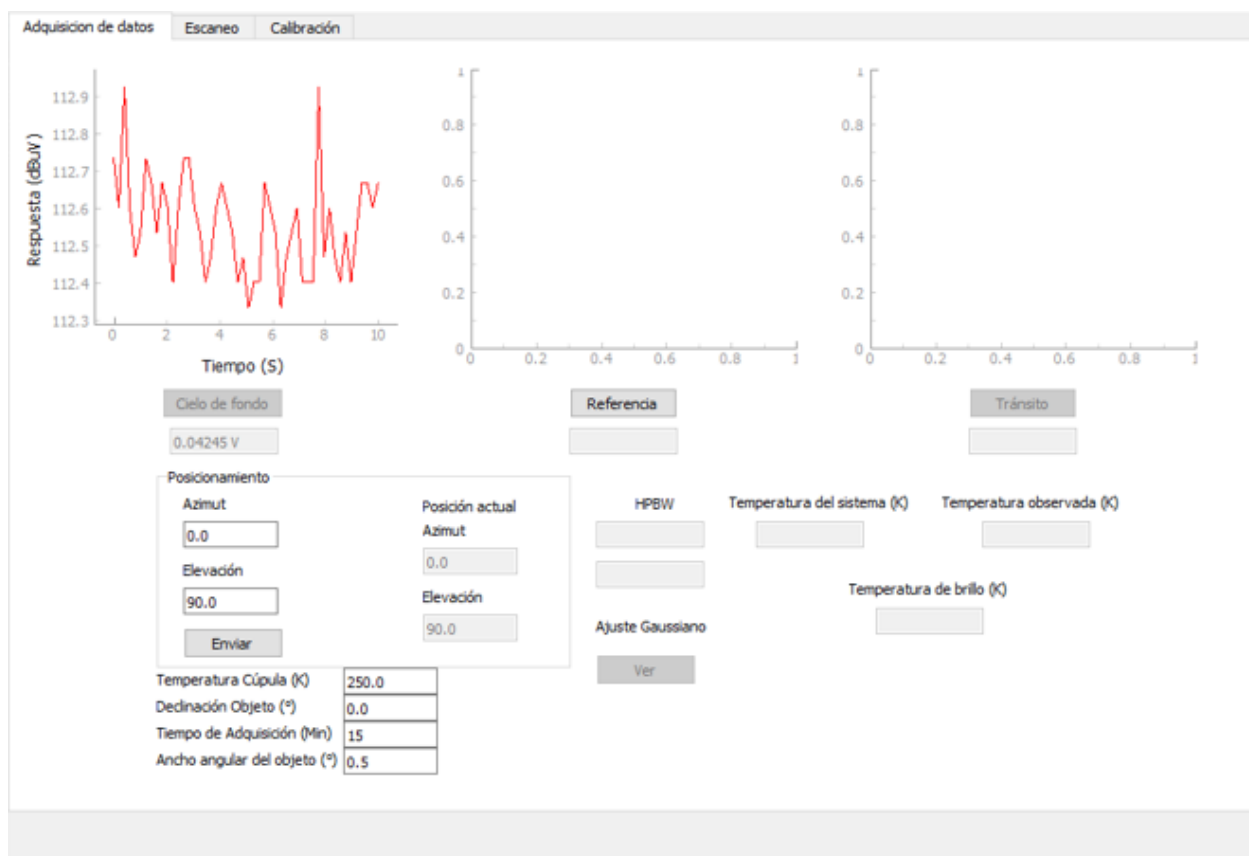 Adquisicion de datos Escaneo Calibración
Respuesta (dBuV)
112.9
112.8
112.7
112.6
112.5
112.4
112.3
0 2 4 6 8 10
Tiempo (S)
1
0.8
0.6
0.4
0.2
0
0 0.2 0.4 0.6 0.8 1
1
0.8
0.6
0.4
0.2
0
0 0.2 0.4 0.6 0.8 1
Cielo de fondo Referencia Tránsito
0.04245 V
Posicionamiento
Azimut
0.0
Elevación
90.0
Enviar
Posición actual
Azimut
0.0
Elevación
90.0
HPBW Temperatura del sistema (K) Temperatura observada (K)
Temperatura de brillo (K)
Ajuste Gaussiano
Ver
Temperatura Cúpula (K) 250.0
Declinación Objeto (º) 0.0
Tiempo de Adquisición (Min) 15
Ancho angular del objeto (º) 0.5